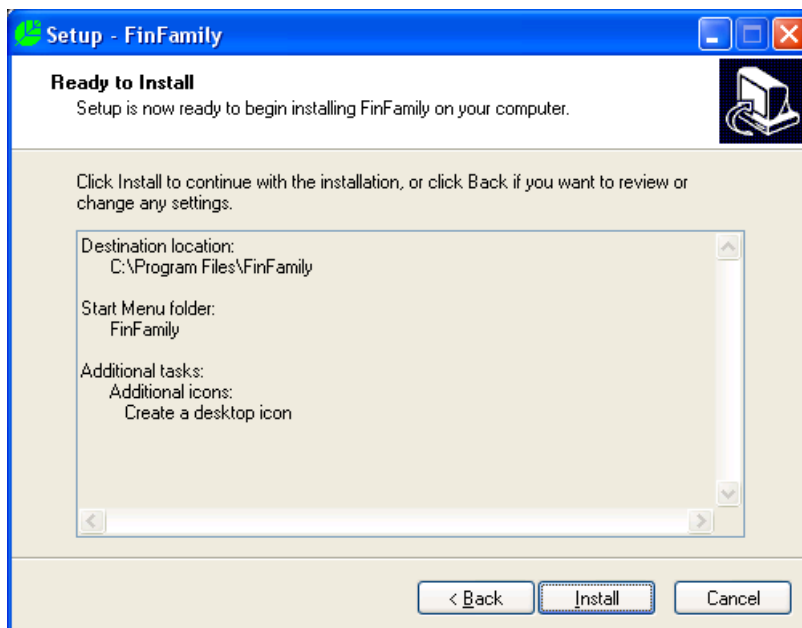 Setup - FinFamily
Ready to Install
Setup is now ready to begin installing FinFamily on your computer.
Click Install to continue with the installation, or click Back if you want to review or
change any settings.
Destination location:
C:\Program Files\FinFamily
Start Menu folder:
FinFamily
Additional tasks:
Additional icons:
Create a desktop icon
< Back Install Cancel